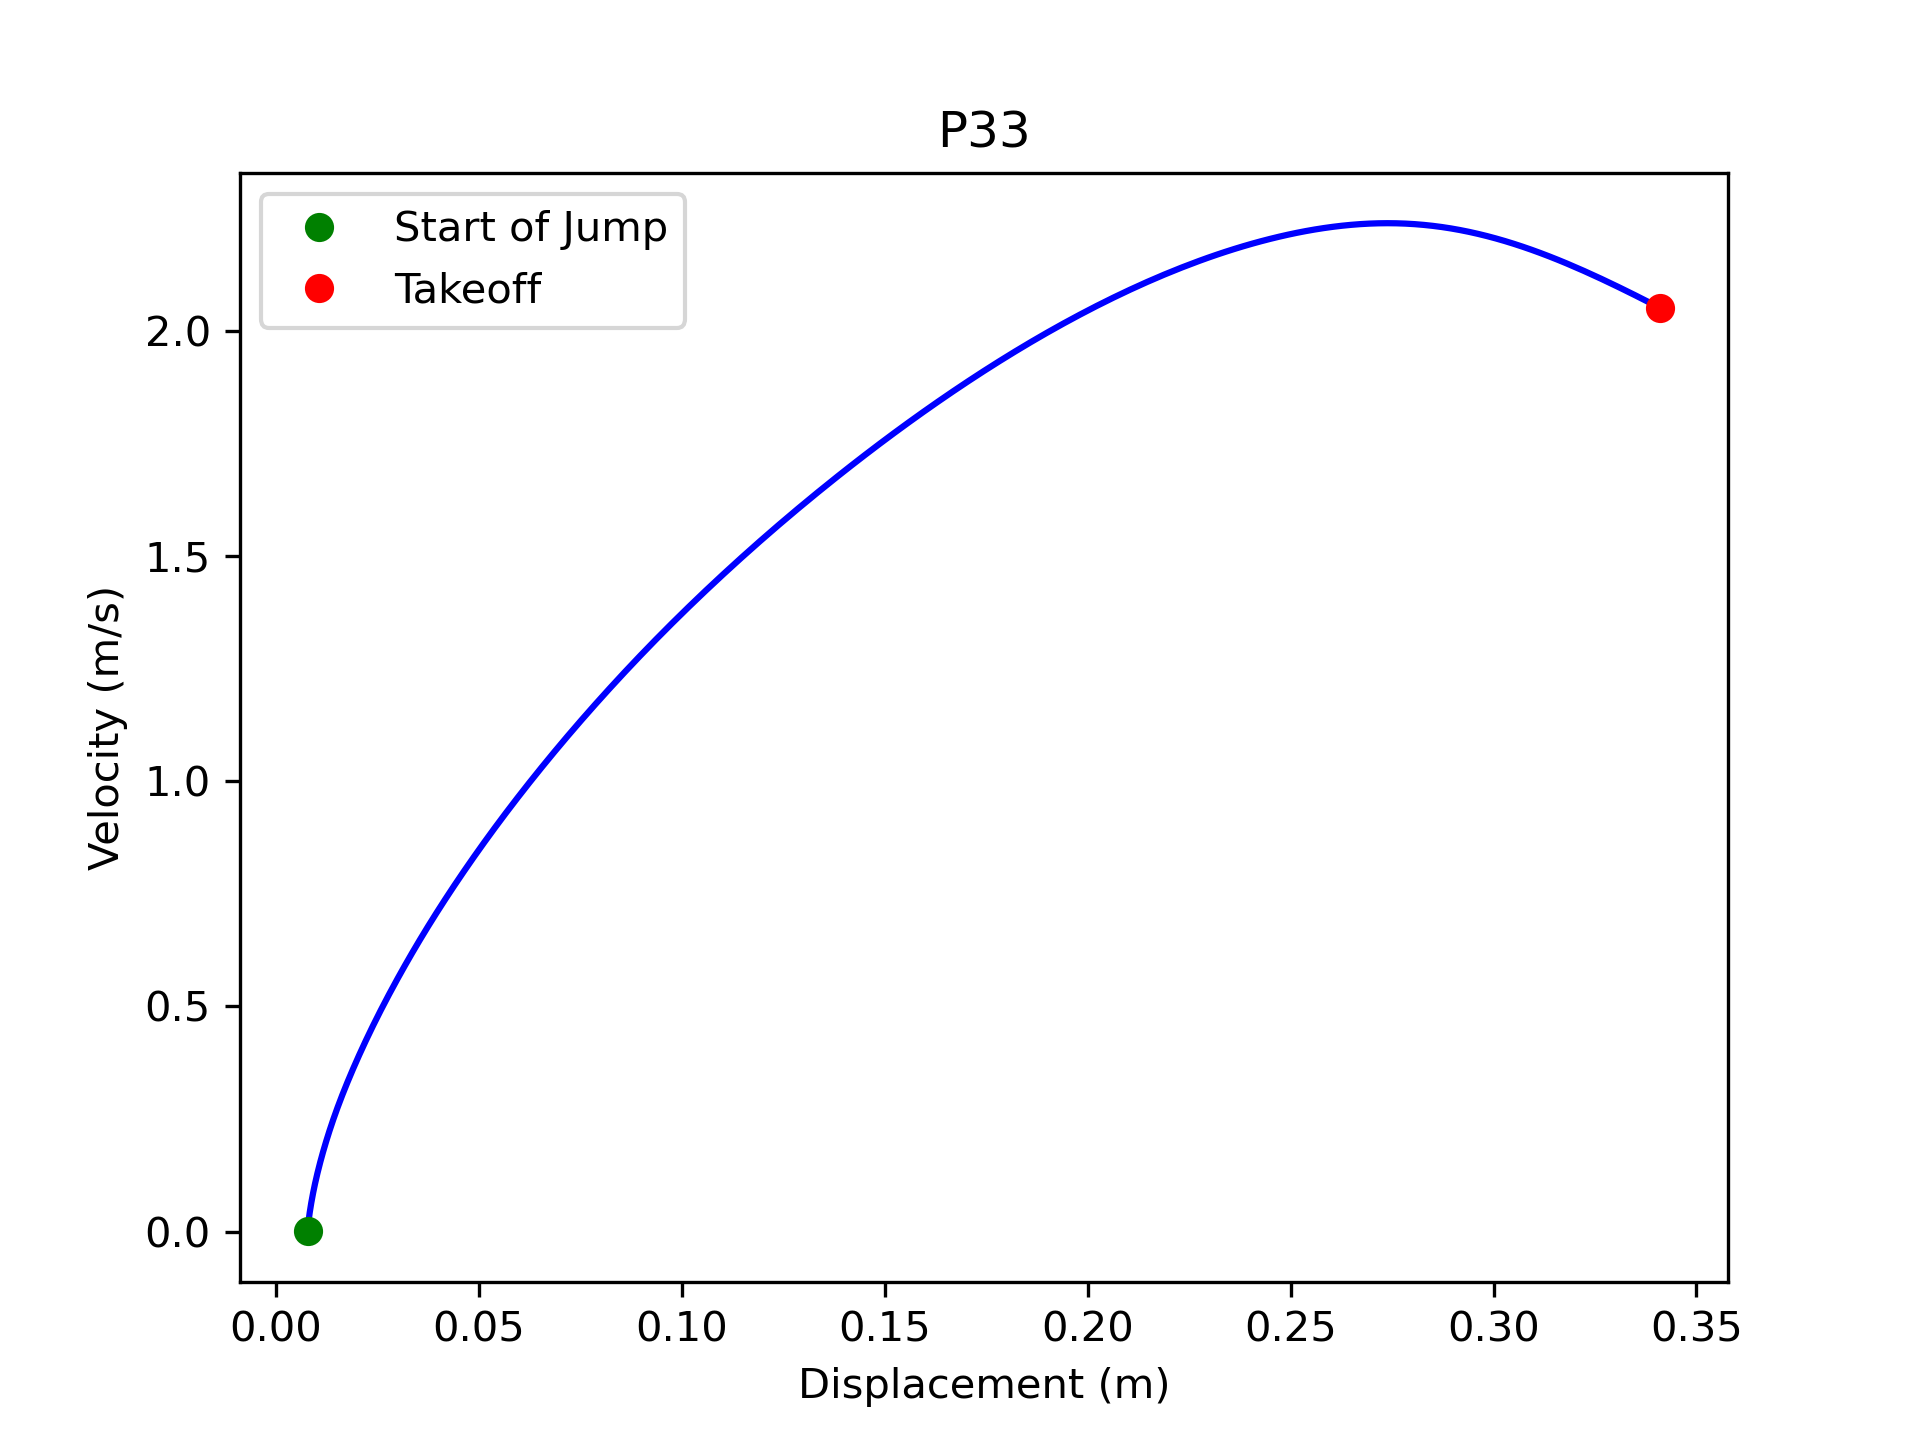 P33
Start of Jump
Takeoff
2.0
1.5
1.0
0.5
0.0
Velocity (m/s)
0.00 0.05 0.10 0.15 0.20 0.25 0.30 0.35
Displacement (m)